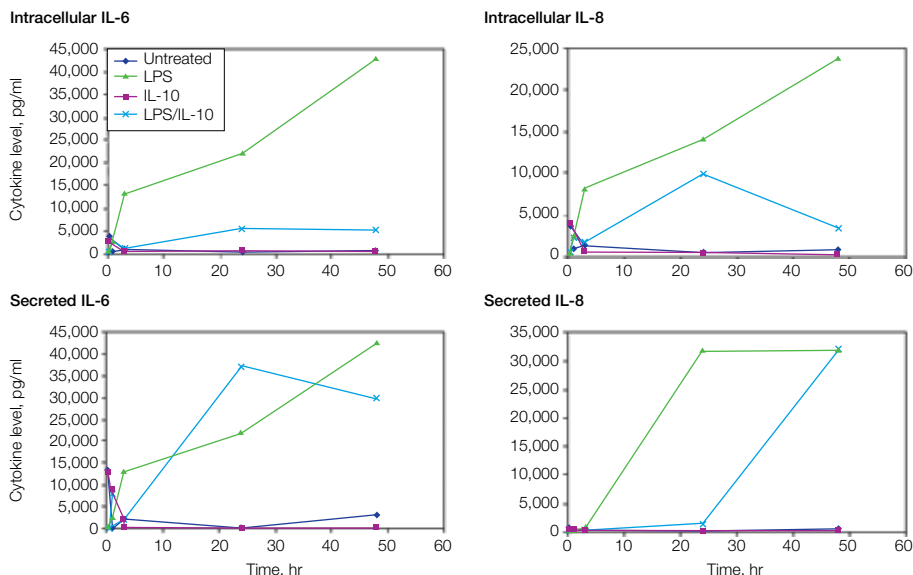 Intracellular IL-6
Cytokine level, pg/ml
45,000
40,000
35,000
30,000
25,000
20,000
15,000
10,000
5,000
0
Untreated
LPS
IL-10
LPS/IL-10
0 10 20 30 40 50 60
Intracellular IL-8
25,000
20,000
15,000
10,000
5,000
0
0 10 20 30 40 50 60
Secreted IL-6
Cytokine level, pg/ml
45,000
40,000
35,000
30,000
25,000
20,000
15,000
10,000
5,000
0
0 10 20 30 40 50 60
Time, hr
Secreted IL-8
35,000
30,000
25,000
20,000
15,000
10,000
5,000
0
0 10 20 30 40 50 60
Time, hr